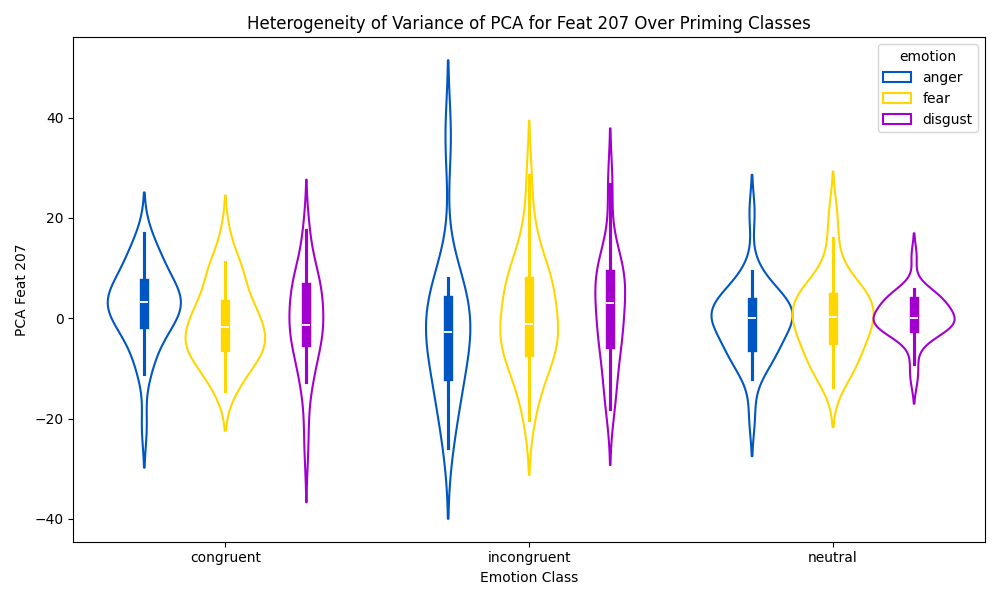 Heterogeneity of Variance of PCA for Feat 207 Over Priming Classes
emotion
anger
fear
disgust
PCA Feat 207
40
20
0
−20
−40
congruent
incongruent
neutral
Emotion Class